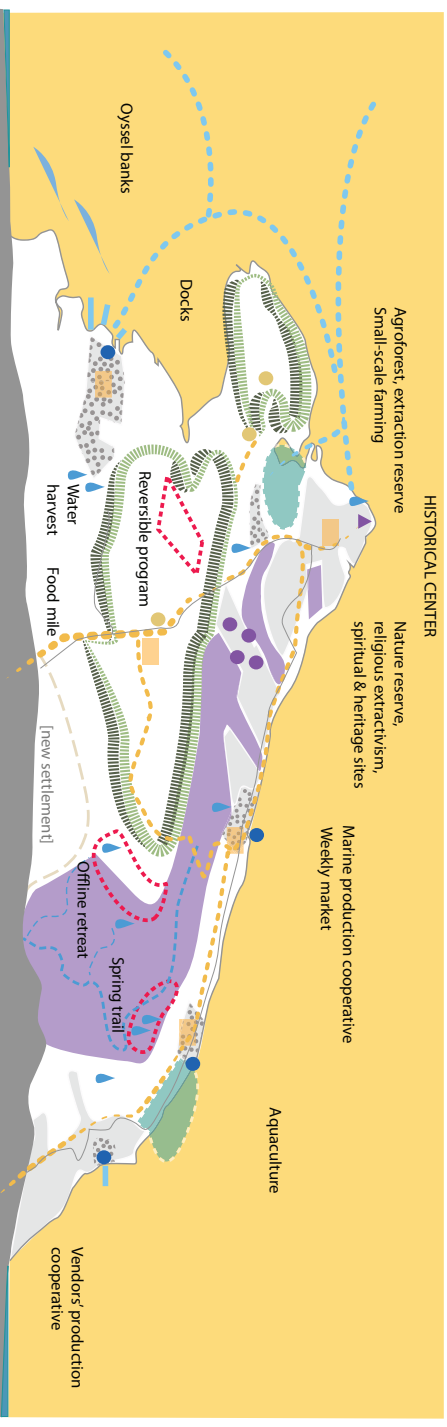 HISTORICAL CENTER
Agroforest, extraction reserve
Small-scale farming
Nature reserve,
religious extractivism,
spiritual & heritage sites
Marine production cooperative
Weekly market
Aquaculture
Oyssel banks
Docks
Reversible program
Water
harvest
Food mile
[new settlement]
Offline retreat
Spring trail
Vendors' production
cooperative